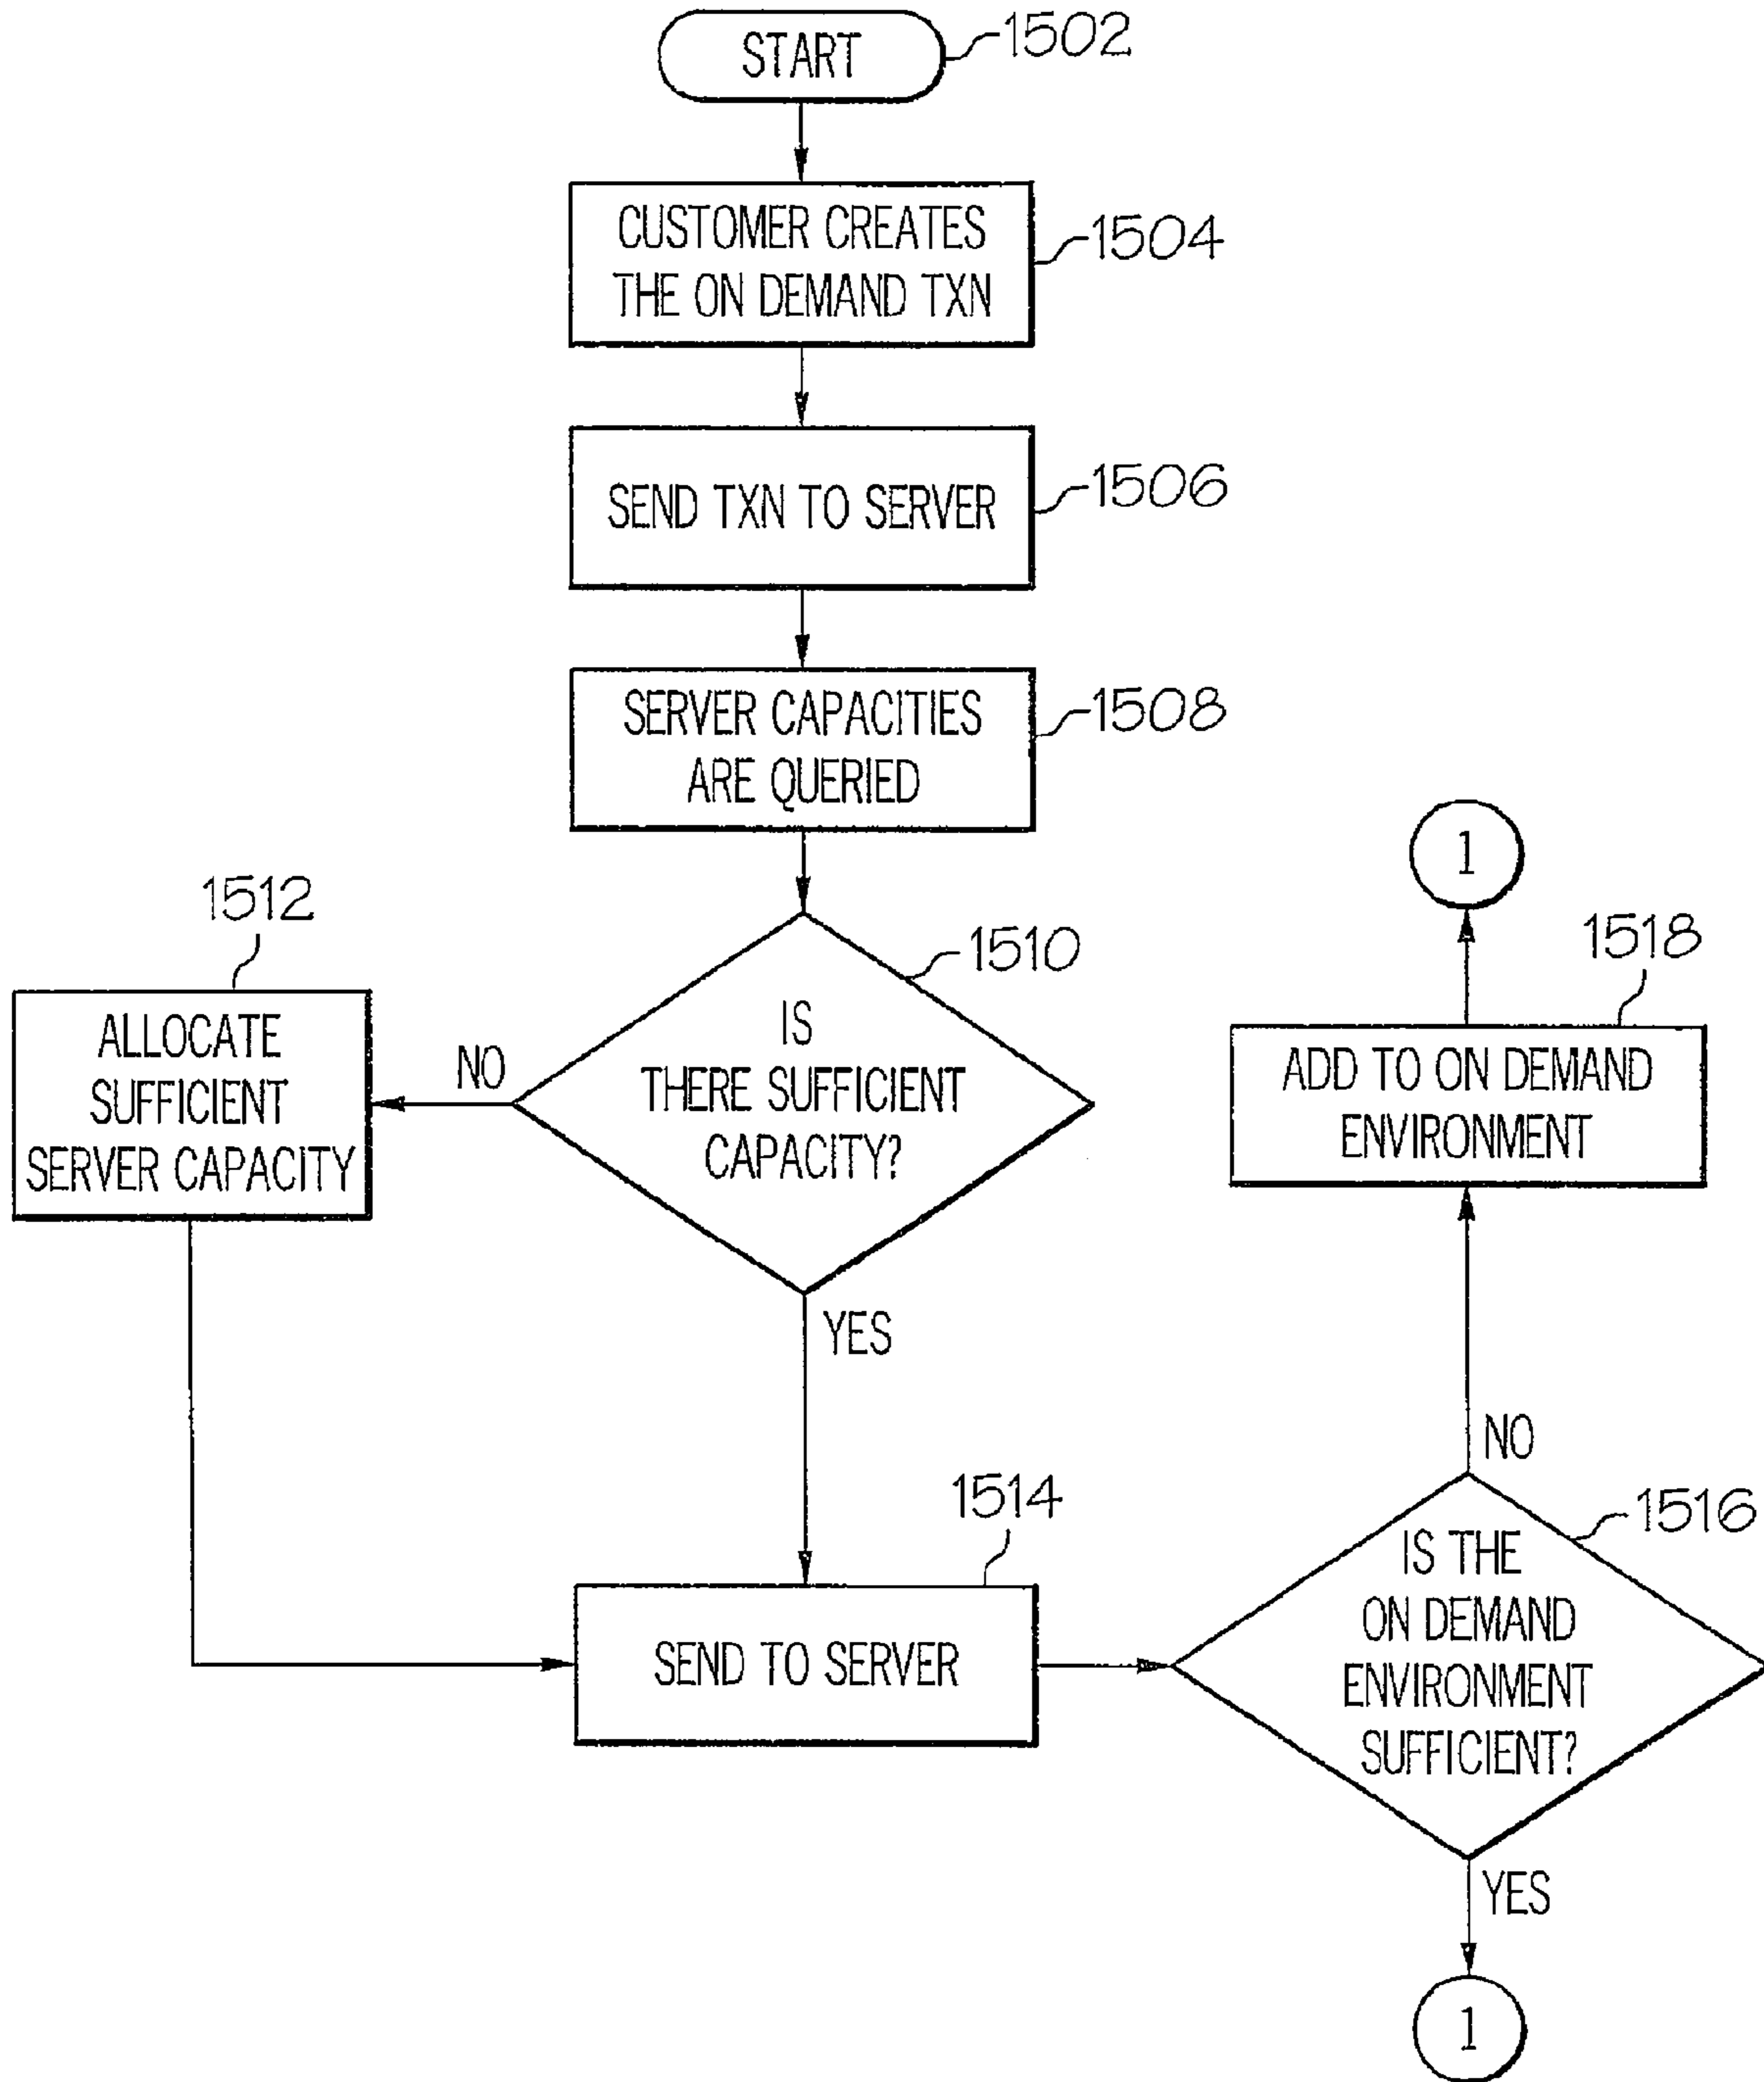 START
1502
CUSTOMER CREATES
THE ON DEMAND TXN
1504
SEND TXN TO SERVER
1506
SERVER CAPACITIES
ARE QUERIED
1508
1512
ALLOCATE
SUFFICIENT
SERVER CAPACITY
NO
1510
IS
THERE SUFFICIENT
CAPACITY?
YES
1514
SEND TO SERVER
1
1518
ADD TO ON DEMAND
ENVIRONMENT
NO
1516
IS THE
ON DEMAND
ENVIRONMENT
SUFFICIENT?
YES
1